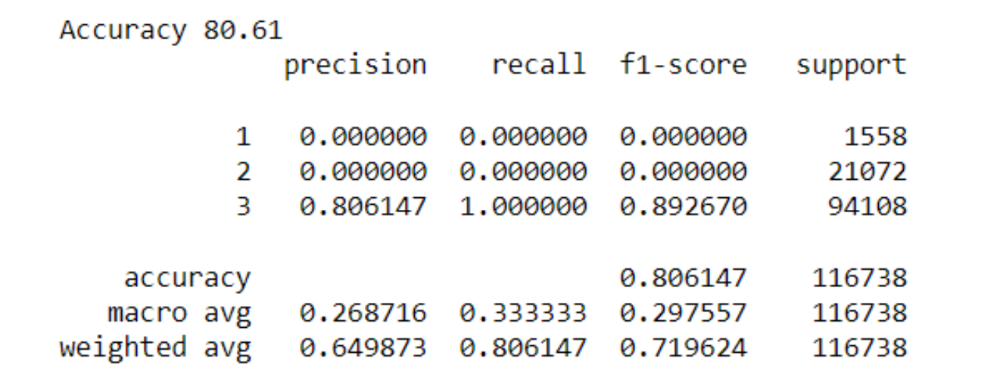 Accuracy 80.61
precision recall f1-score support
1 0.000000 0.000000 0.000000 1558
2 0.000000 0.000000 0.000000 21072
3 0.806147 1.000000 0.892670 94108
accuracy 0.806147 116738
macro avg 0.268716 0.333333 0.297557 116738
weighted avg 0.649873 0.806147 0.719624 116738